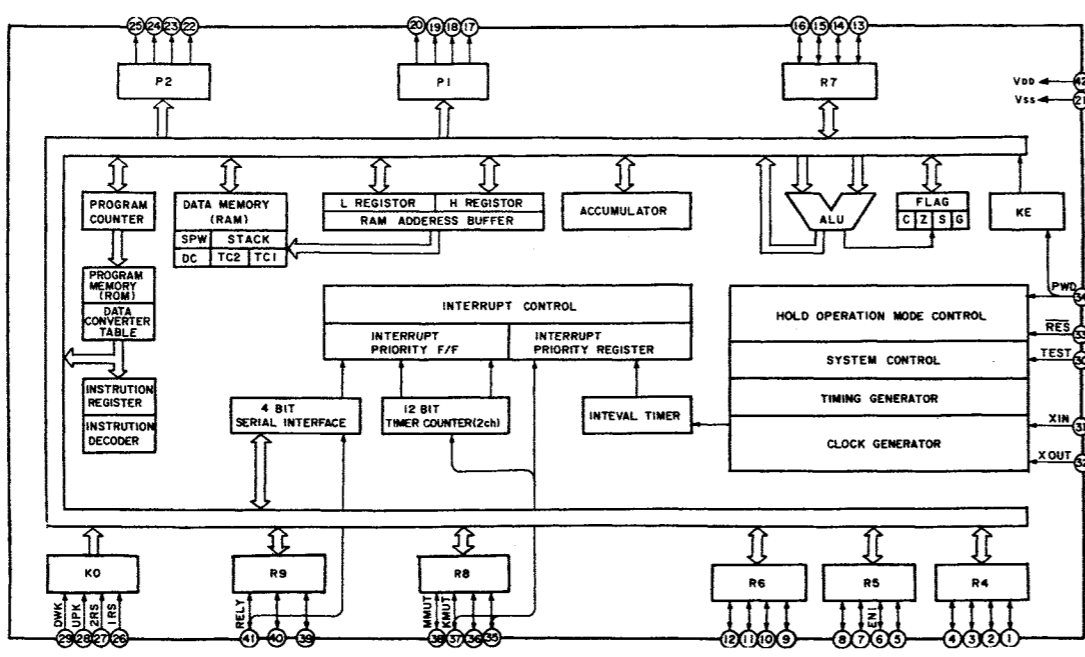 25 24 23 22
20 19 18 17
16 15 14 13
P2
P1
R7
VDD
42
VSS
21
PROGRAM
COUNTER
DATA MEMORY
(RAM)
SPW STACK
DC TC2 TC1
L REGISTOR H REGISTOR
RAM ADDERESS BUFFER
ACCUMULATOR
ALU
FLAG
C Z S G
KE
PROGRAM
MEMORY
(ROM)
DATA
CONVERTER
TABLE
INSTRUTION
REGISTER
INSTRUTION
DECODER
INTERRUPT CONTROL
INTERRUPT
PRIORITY F/F
INTERRUPT
PRIORITY REGISTER
4 BIT
SERIAL INTERFACE
12 BIT
TIMER COUNTER(2ch)
INTEVAL TIMER
HOLD OPERATION MODE CONTROL
SYSTEM CONTROL
TIMING GENERATOR
CLOCK GENERATOR
PWD
34
RES
33
TEST
30
XIN
31
XOUT
32
K0
R9
R8
R6
R5
R4
DWK
UPK
2RS
1RS
RELY
MMUT
KMUT
ENI
29 28 27 26
41 40 39
38 37 36 35
12 11 10 9
8 7 6 5
4 3 2 1